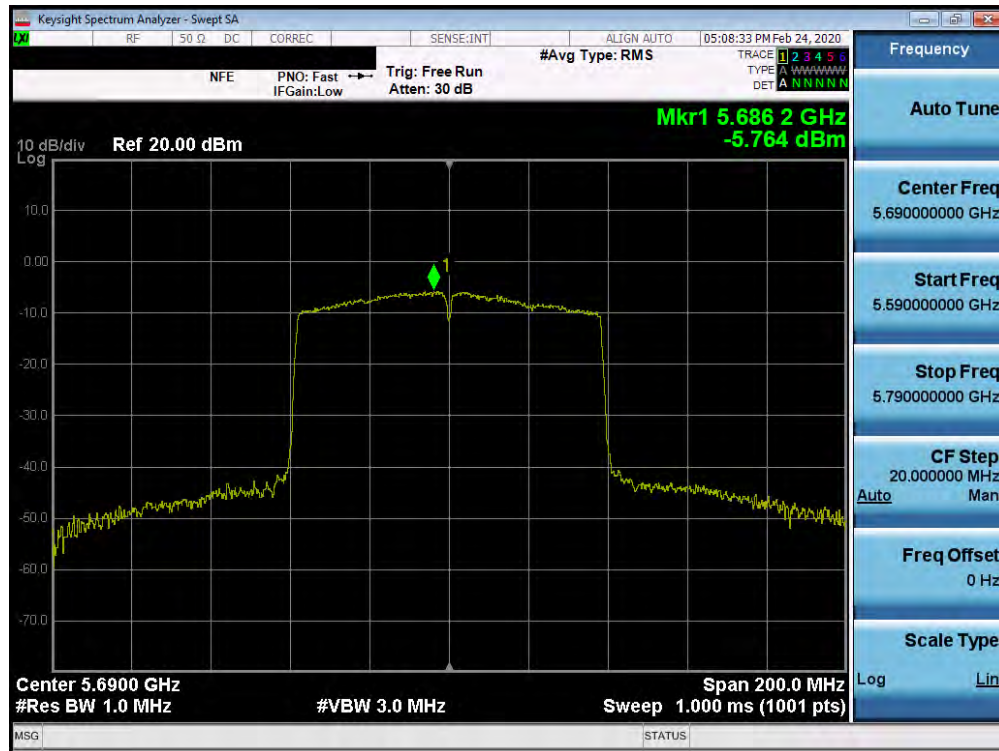 Keysight Spectrum Analyzer - Swept SA
LXI RF 50 Ω DC CORREC SENSE:INT ALIGN AUTO 05:08:33 PM Feb 24, 2020
#Avg Type: RMS TRACE 1 2 3 4 5 6
NFE PNO: Fast Trig: Free Run TYPE A WWWWW
IFGain:Low Atten: 30 dB DET A N N N N N
Mkr1 5.686 2 GHz
-5.764 dBm
10 dB/div Ref 20.00 dBm
Log
10.0
0.00
1
-10.0
-20.0
-30.0
-40.0
-50.0
-60.0
-70.0
Center 5.6900 GHz Span 200.0 MHz
#Res BW 1.0 MHz #VBW 3.0 MHz Sweep 1.000 ms (1001 pts)
MSG STATUS
Frequency
Auto Tune
Center Freq
5.690000000 GHz
Start Freq
5.590000000 GHz
Stop Freq
5.790000000 GHz
CF Step
20.000000 MHz
Auto Man
Freq Offset
0 Hz
Scale Type
Log Lin